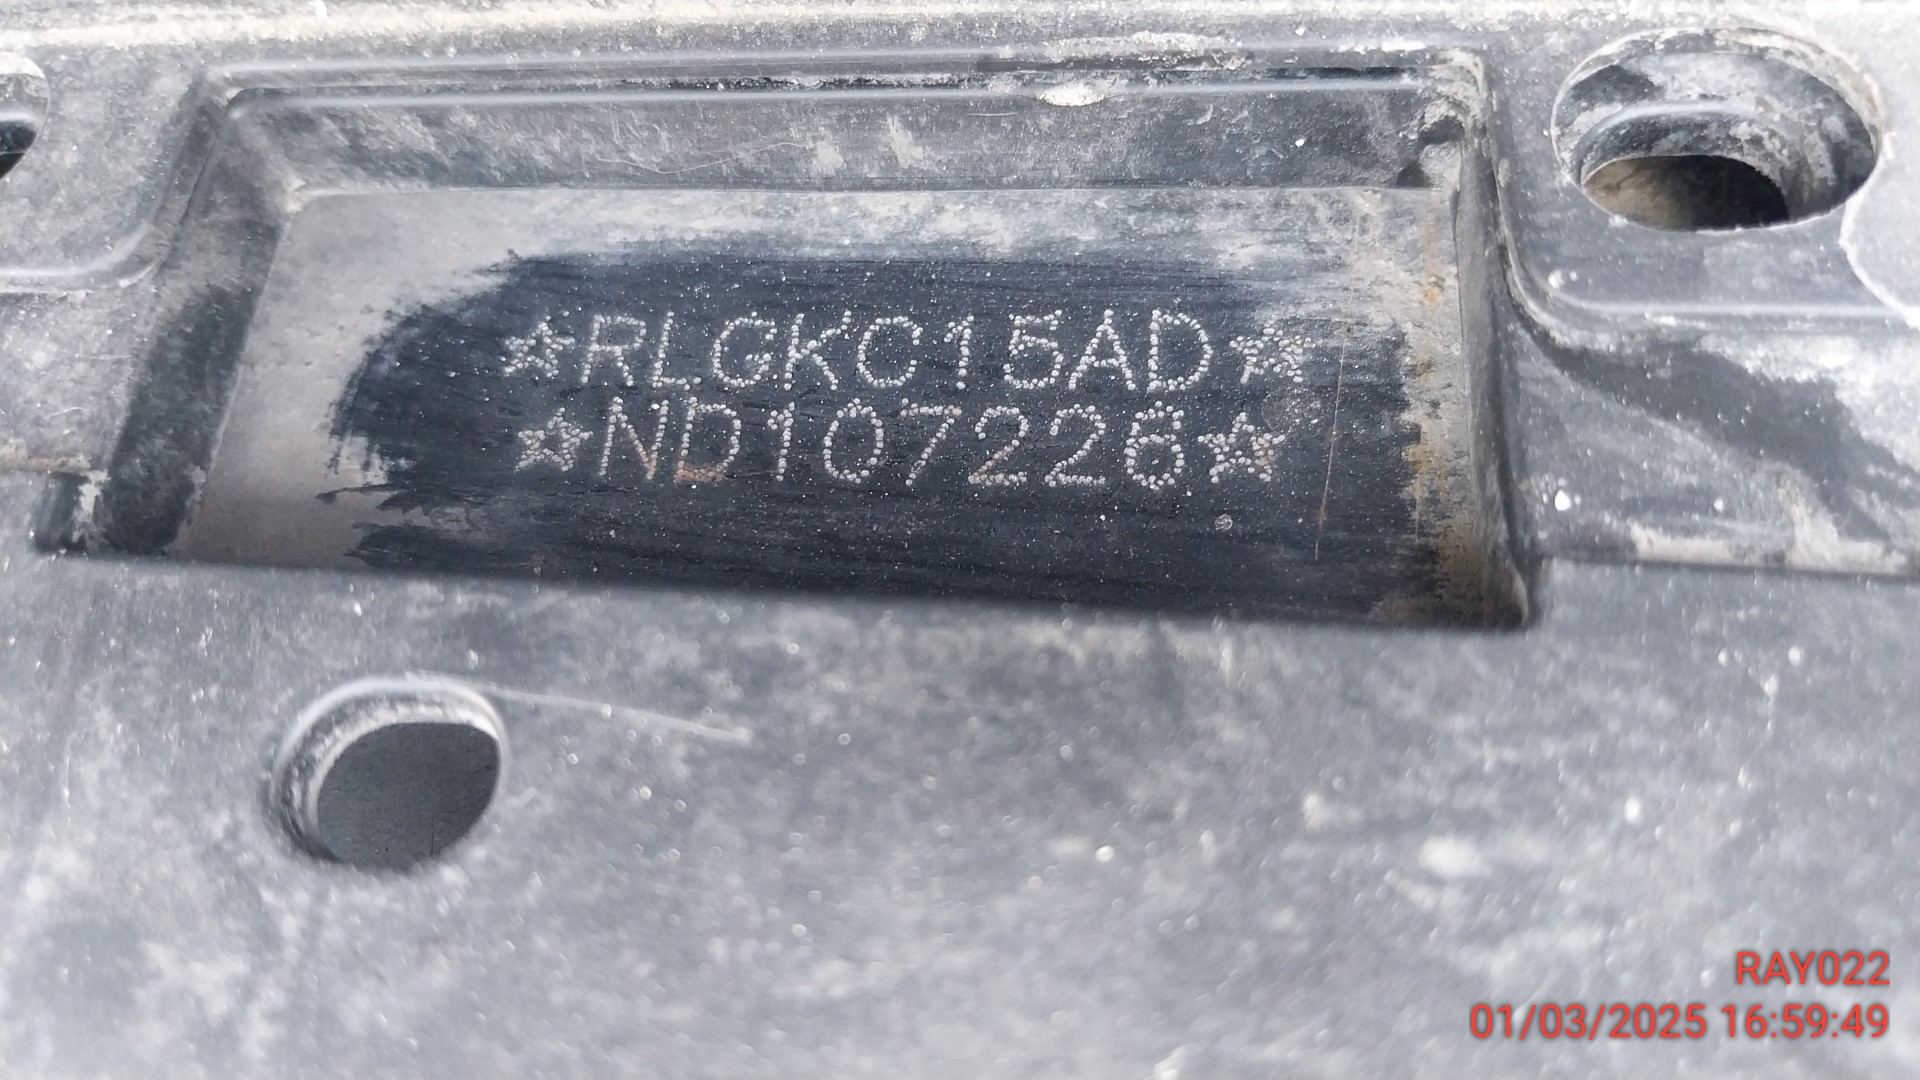 ☆RLGKC15AD☆
☆ND107226☆
RAY022
01/03/2025 16:59:49